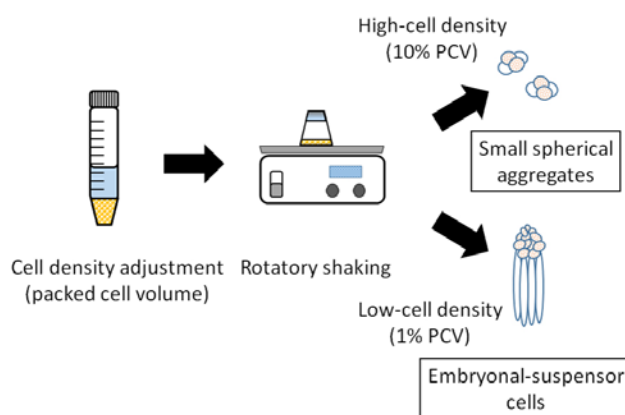 High-cell density
(10% PCV)
Small spherical
aggregates
Cell density adjustment
(packed cell volume)
Rotatory shaking
Low-cell density
(1% PCV)
Embryonal-suspensor
cells